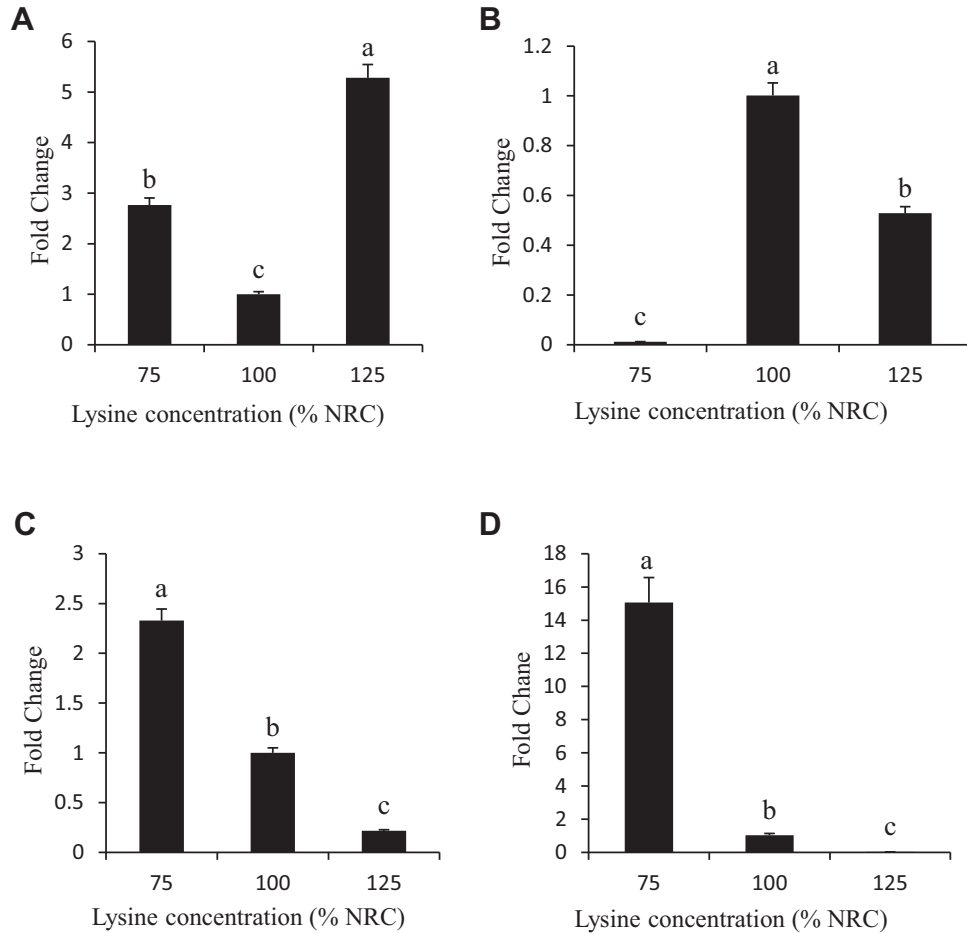 A
6
5
4
3
2
1
0
Fold Change
b
c
a
75 100 125
Lysine concentration (% NRC)
B
1.2
1
0.8
0.6
0.4
0.2
0
Fold Change
c
a
b
75 100 125
Lysine concentration (% NRC)
C
3
2.5
2
1.5
1
0.5
0
Fold Change
a
b
c
75 100 125
Lysine concentration (% NRC)
D
18
16
14
12
10
8
6
4
2
0
Fold Chane
a
b
c
75 100 125
Lysine concentration (% NRC)